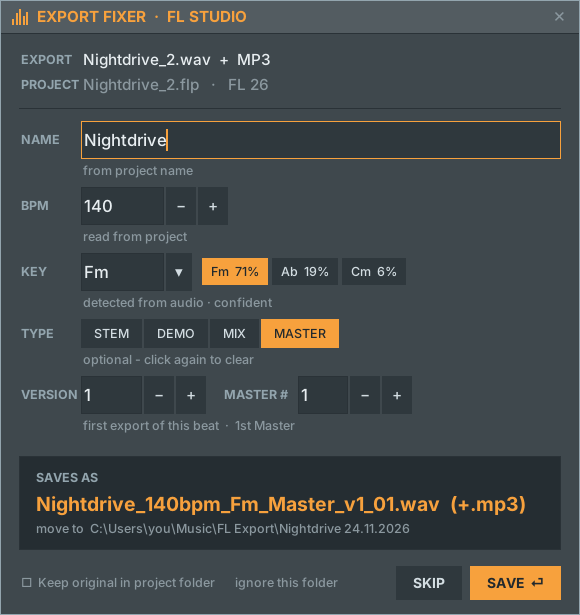 EXPORT FIXER · FL STUDIO ✕
EXPORT Nightdrive_2.wav + MP3
PROJECT Nightdrive_2.flp · FL 26
NAME Nightdrive
from project name
BPM 140 − +
read from project
KEY Fm ▼ Fm 71% Ab 19% Cm 6%
detected from audio · confident
TYPE STEM DEMO MIX MASTER
optional - click again to clear
VERSION 1 − + MASTER # 1 − +
first export of this beat · 1st Master
SAVES AS
Nightdrive_140bpm_Fm_Master_v1_01.wav (+.mp3)
move to C:\Users\you\Music\FL Export\Nightdrive 24.11.2026
☐ Keep original in project folder ignore this folder SKIP SAVE ⏎